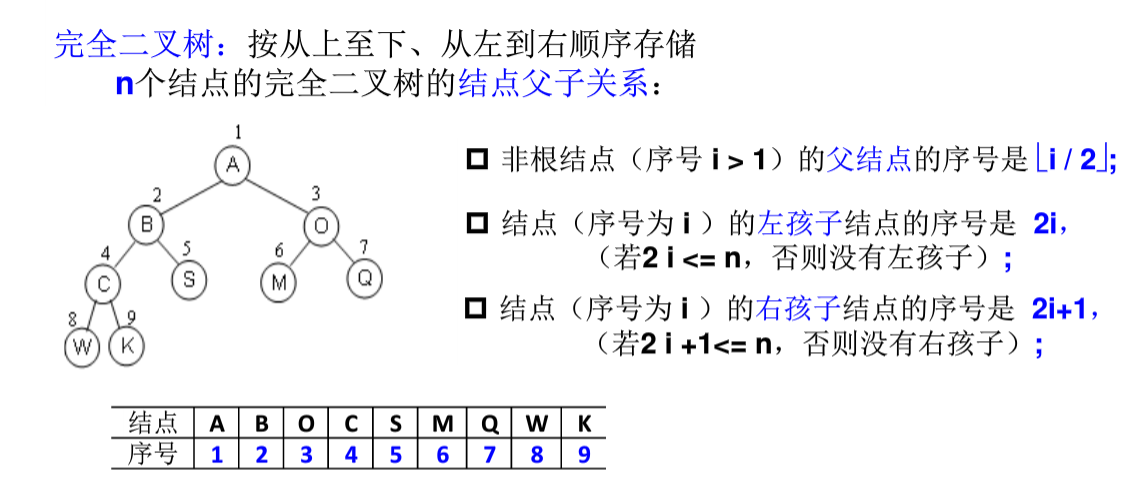 完全二叉树：按从上至下、从左到右顺序存储
n个结点的完全二叉树的结点父子关系：
1
A
2
3
B
O
4
5
6
7
C
S
M
Q
8
9
W
K
非根结点（序号 i > 1）的父结点的序号是⌊i / 2⌋;
结点（序号为 i ）的左孩子结点的序号是 2i，
（若2 i <= n，否则没有左孩子）;
结点（序号为 i ）的右孩子结点的序号是 2i+1，
（若2 i +1<= n，否则没有右孩子）;
结点 A B O C S M Q W K
序号 1 2 3 4 5 6 7 8 9